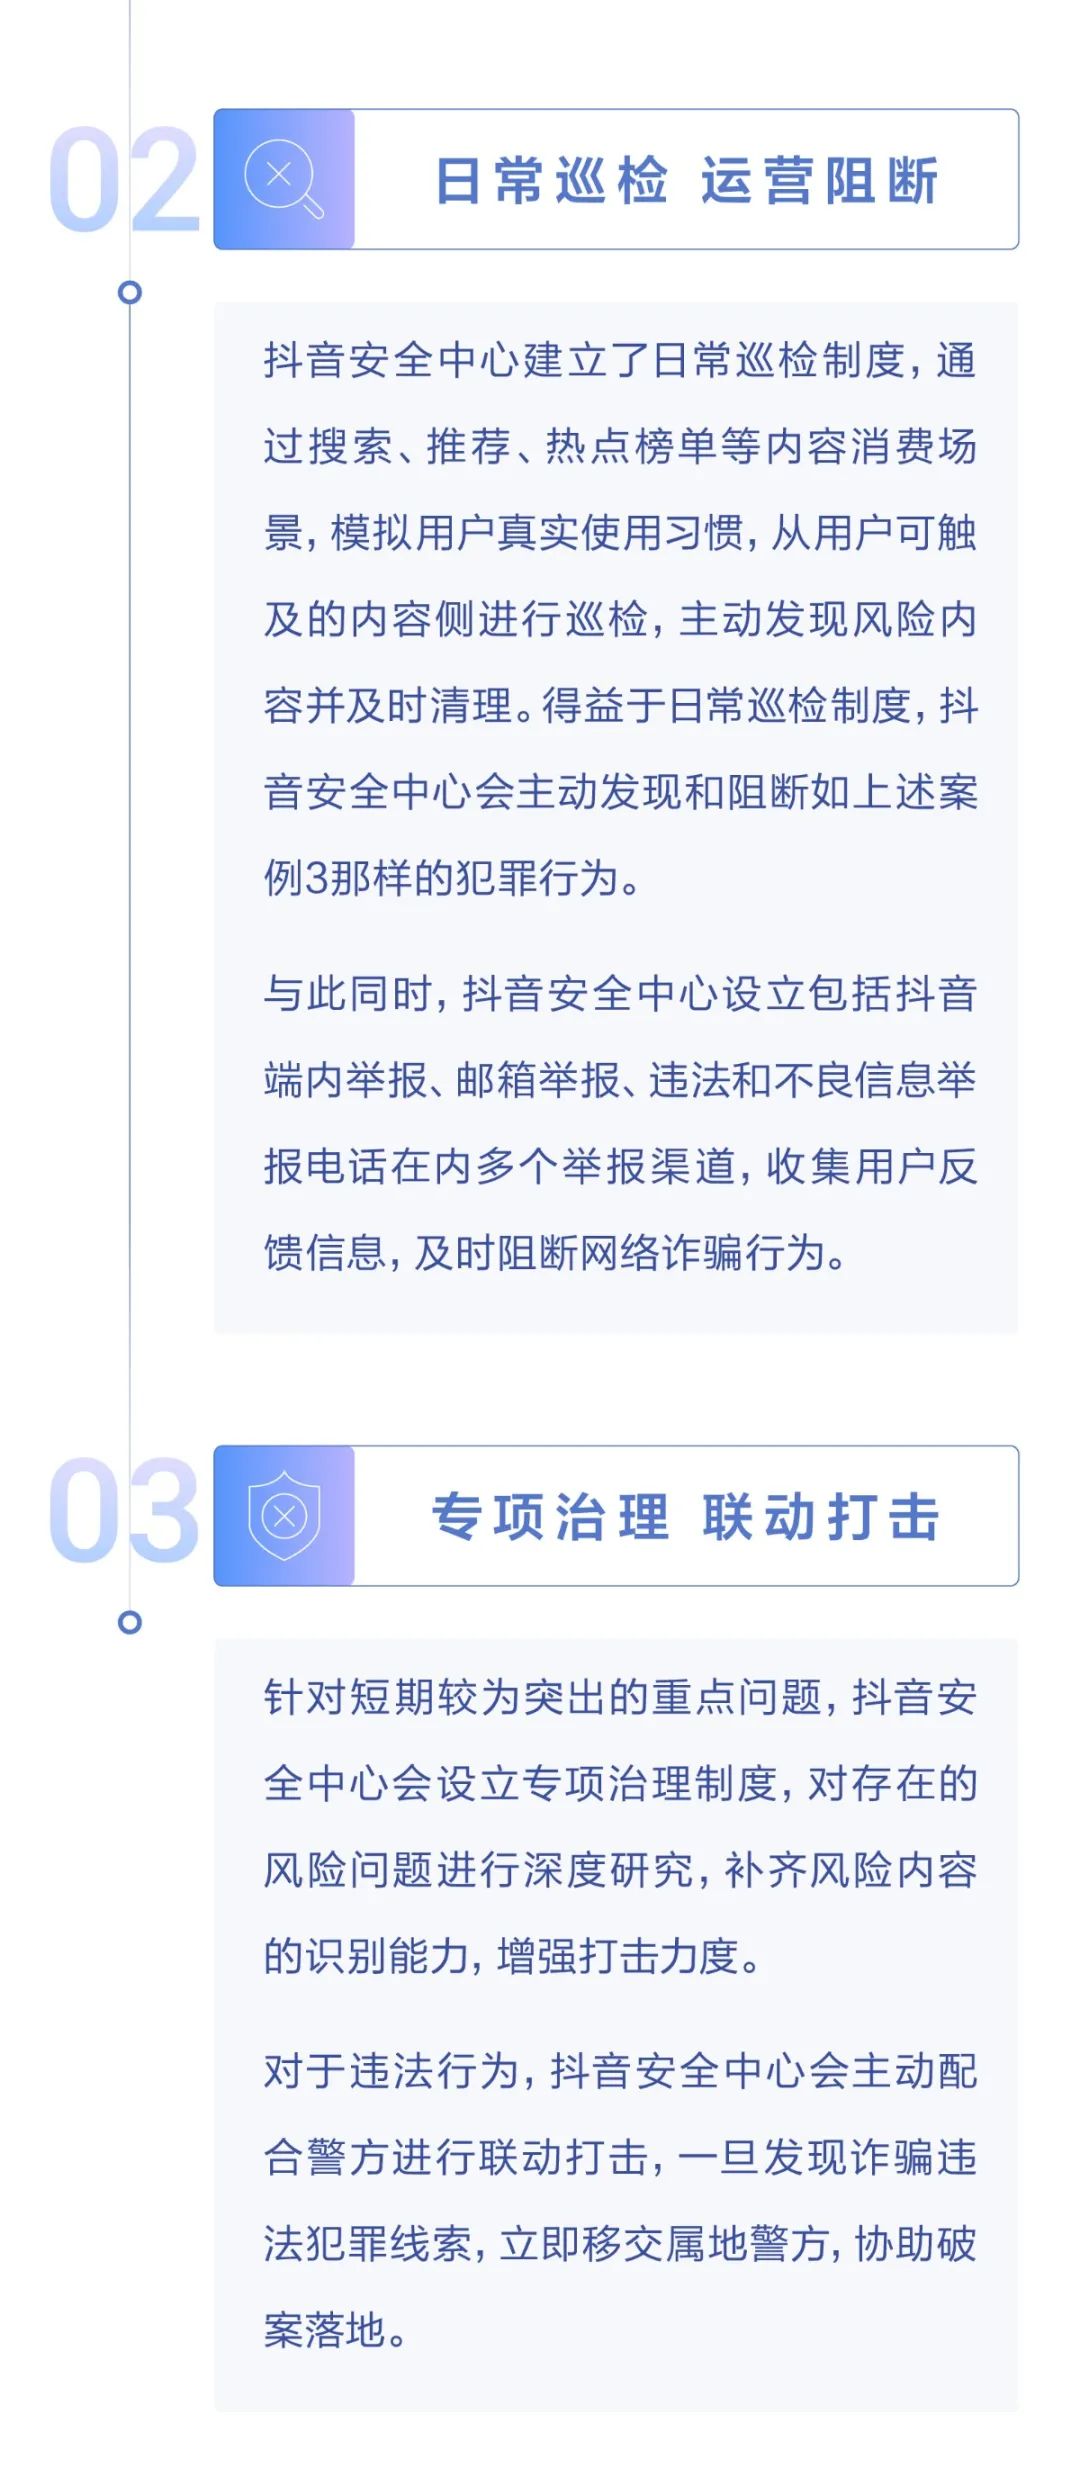 02
日常巡检 运营阻断
抖音安全中心建立了日常巡检制度，通
过搜索、推荐、热点榜单等内容消费场
景，模拟用户真实使用习惯，从用户可触
及的内容侧进行巡检，主动发现风险内
容并及时清理。得益于日常巡检制度，抖
音安全中心会主动发现和阻断如上述案
例3那样的犯罪行为。
与此同时，抖音安全中心设立包括抖音
端内举报、邮箱举报、违法和不良信息举
报电话在内多个举报渠道，收集用户反
馈信息，及时阻断网络诈骗行为。
03
专项治理 联动打击
针对短期较为突出的重点问题，抖音安
全中心会设立专项治理制度，对存在的
风险问题进行深度研究，补齐风险内容
的识别能力，增强打击力度。
对于违法行为，抖音安全中心会主动配
合警方进行联动打击，一旦发现诈骗违
法犯罪线索，立即移交属地警方，协助破
案落地。